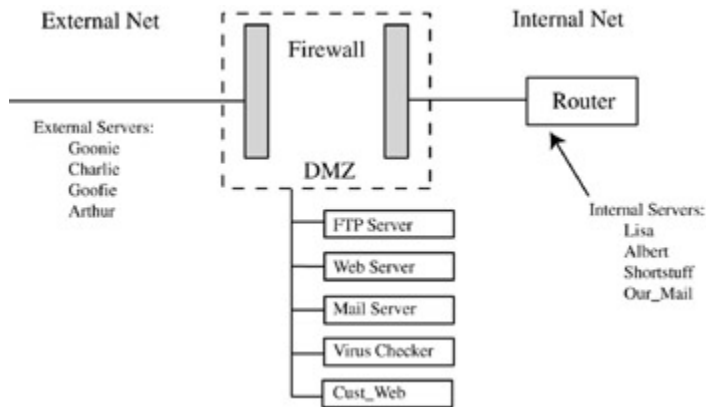 External Net
Internal Net
Firewall
Router
External Servers:
Goonie
Charlie
Goofie
Arthur
DMZ
Internal Servers:
Lisa
Albert
Shortstuff
Our_Mail
FTP Server
Web Server
Mail Server
Virus Checker
Cust_Web